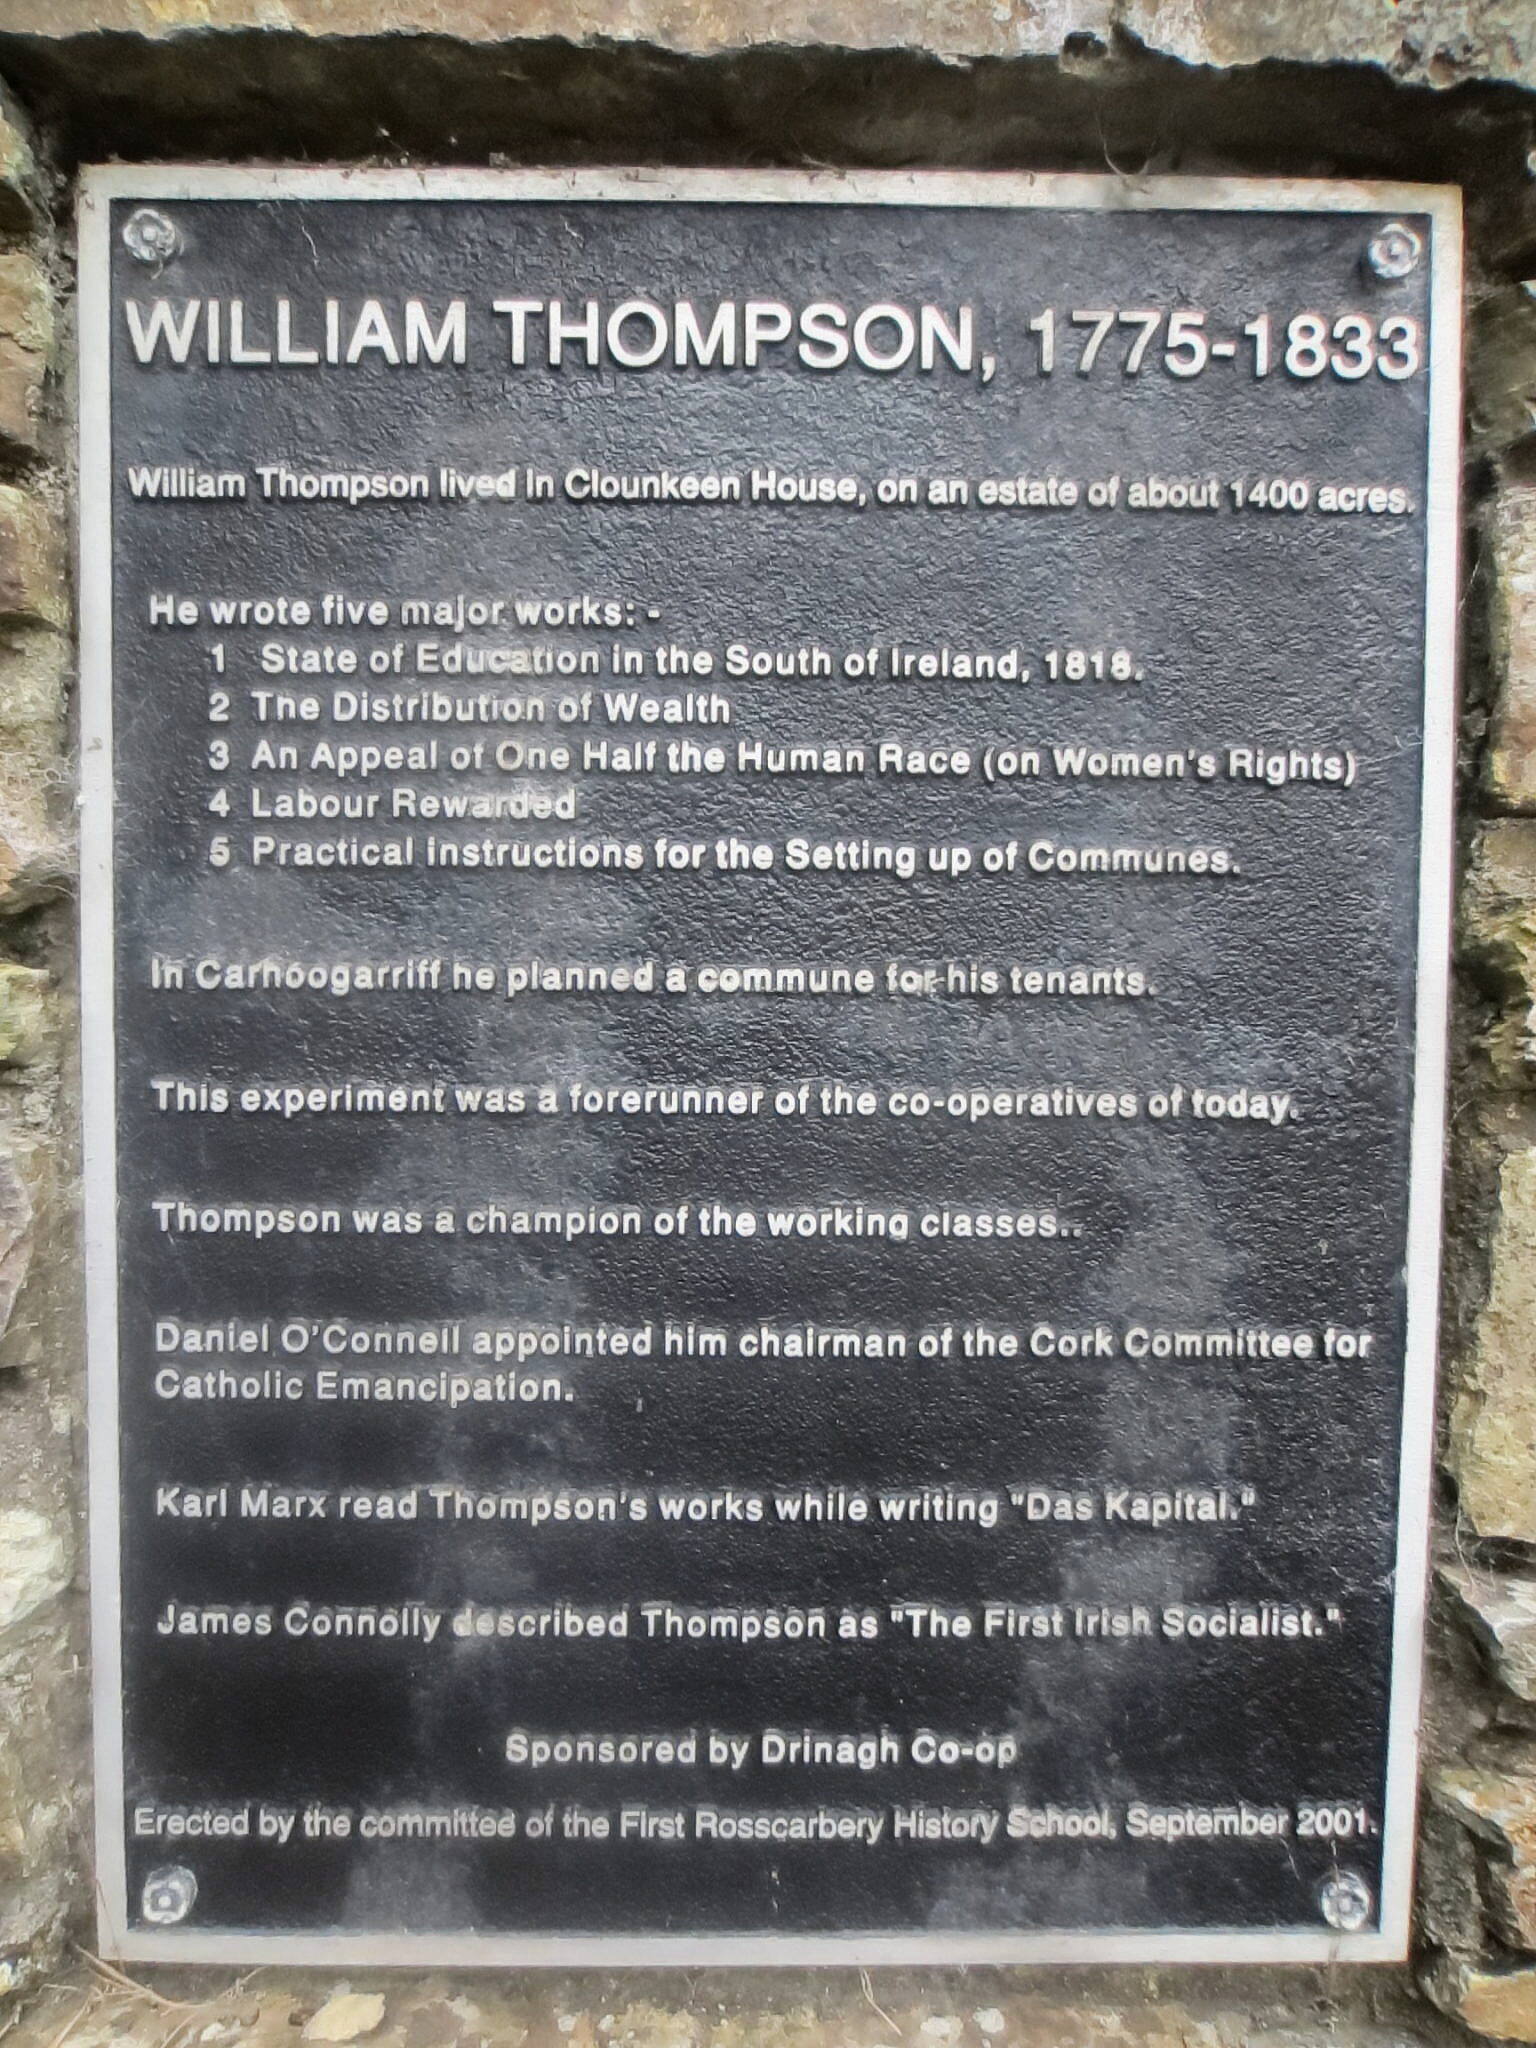 WILLIAM THOMPSON, 1775-1833
William Thompson lived in Clounkeen House, on an estate of about 1400 acres.
He wrote five major works: -
1 State of Education in the South of Ireland, 1818.
2 The Distribution of Wealth
3 An Appeal of One Half the Human Race (on Women's Rights)
4 Labour Rewarded
5 Practical Instructions for the Setting up of Communes.
In Carhoogarriff he planned a commune for his tenants.
This experiment was a forerunner of the co-operatives of today.
Thompson was a champion of the working classes..
Daniel O'Connell appointed him chairman of the Cork Committee for
Catholic Emancipation.
Karl Marx read Thompson's works while writing "Das Kapital."
James Connolly described Thompson as "The First Irish Socialist."
Sponsored by Drinagh Co-op
Erected by the committee of the First Rosscarbery History School, September 2001.